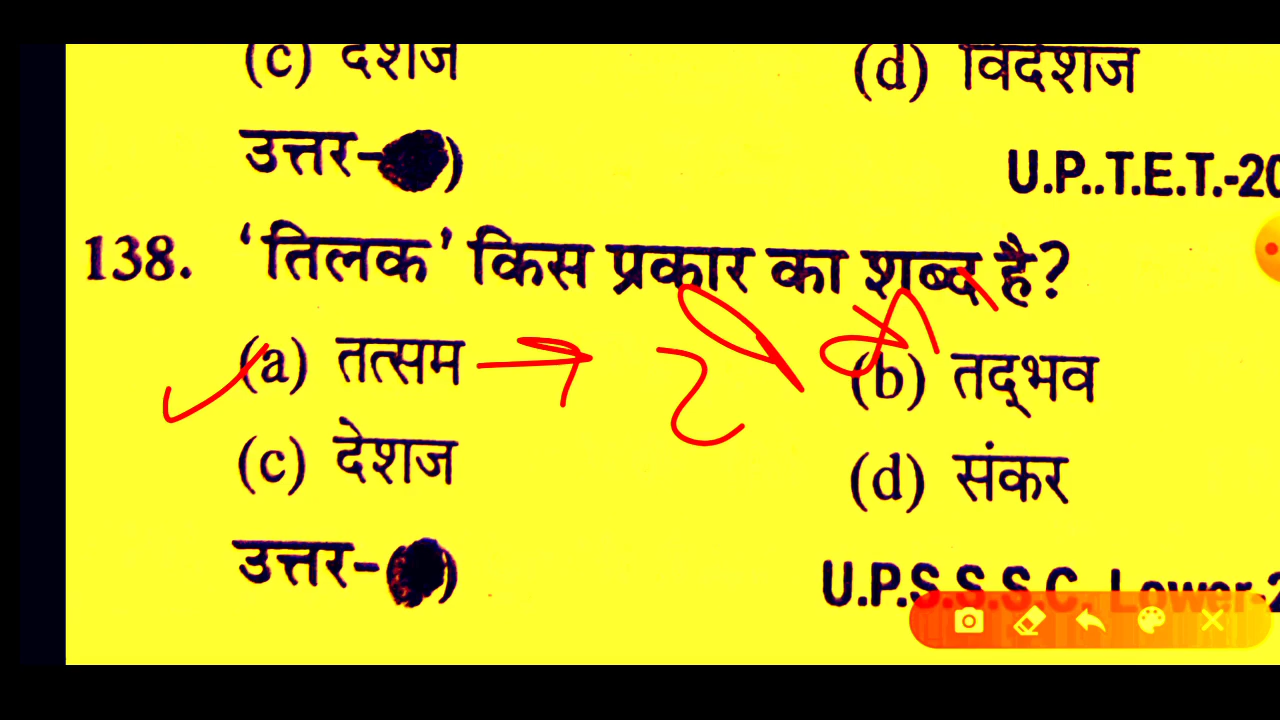 (c) देशज (d) विदेशज
उत्तर- )
U.P..T.E.T.-20
138. 'तिलक' किस प्रकार का शब्द है?
(a) तत्सम (b) तद्भव
(c) देशज (d) संकर
उत्तर-( )
U.P.S.S.S.C. Lower-2